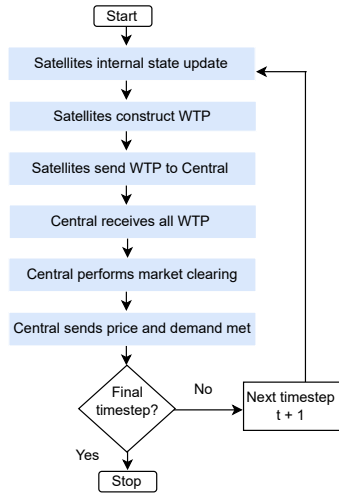 Start
Satellites internal state update
Satellites construct WTP
Satellites send WTP to Central
Central receives all WTP
Central performs market clearing
Central sends price and demand met
Final
timestep?
No
Next timestep
t + 1
Yes
Stop